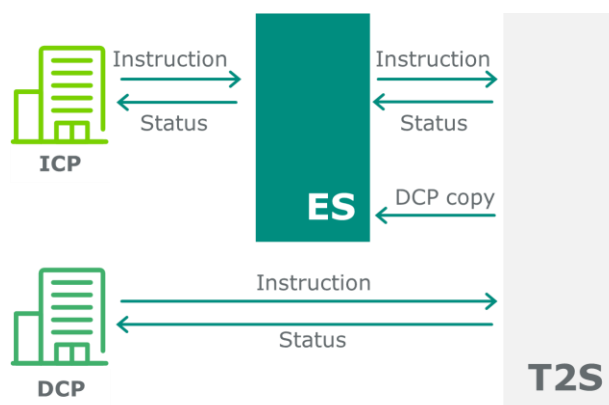 Instruction
Instruction
Status
Status
ICP
DCP copy
ES
Instruction
Status
DCP
T2S